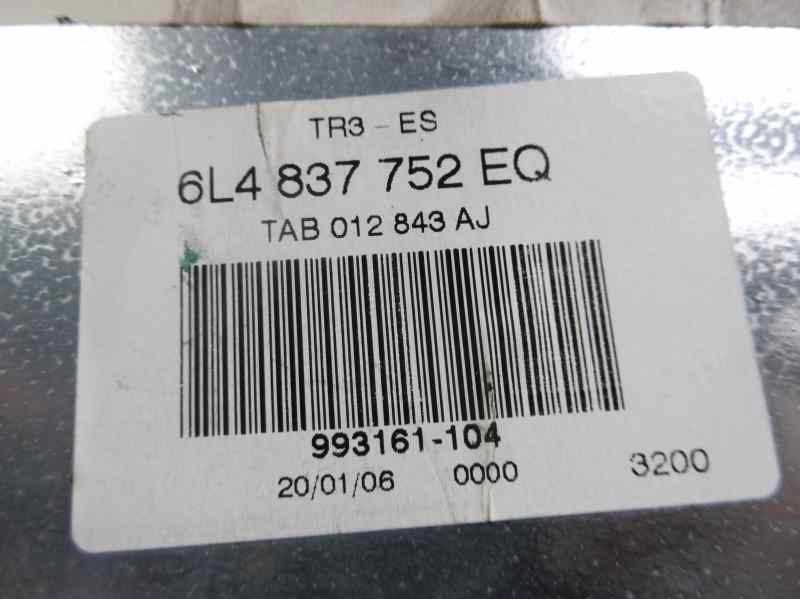 TR3 - ES
6L4 837 752 EQ
TAB 012 843 AJ
993161-104
20/01/06 0000 3200